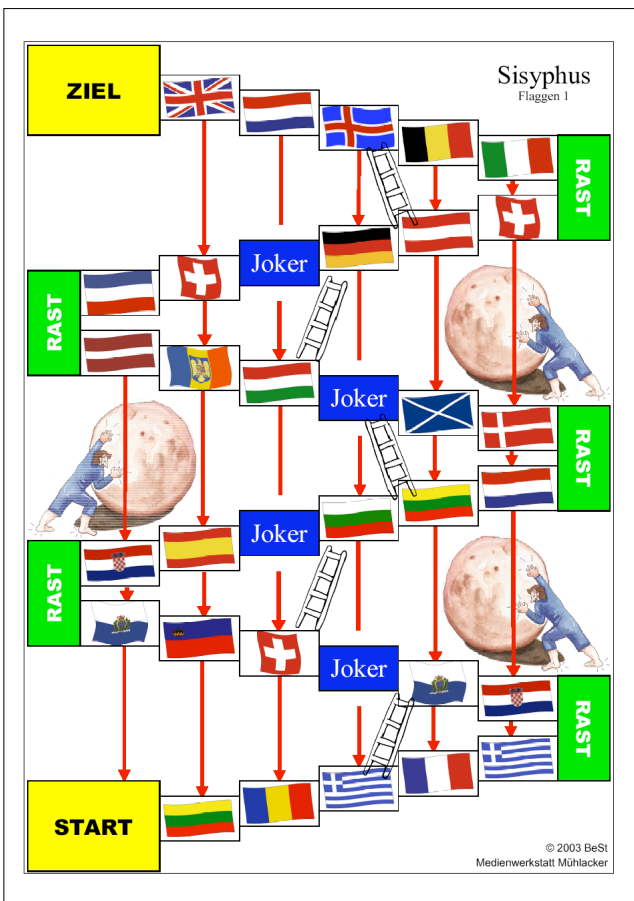 ZIEL
Sisyphus
Flaggen 1
RAST
Joker
RAST
Joker
RAST
Joker
RAST
Joker
RAST
START
© 2003 BeSt
Medienwerkstatt Mühlacker